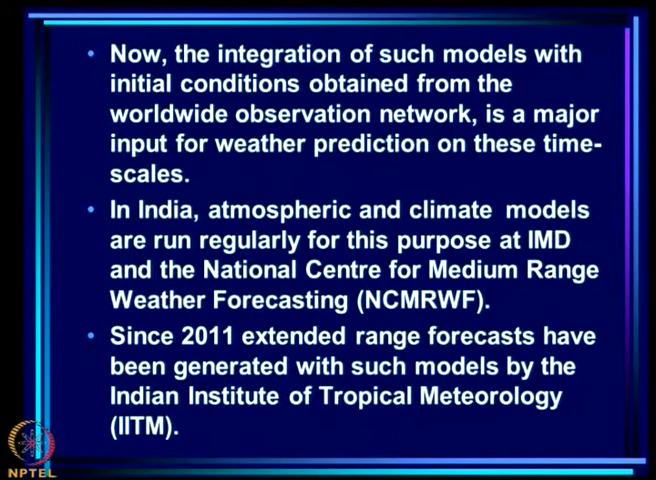 Now, the integration of such models with
initial conditions obtained from the
worldwide observation network, is a major
input for weather prediction on these time-
scales.
In India, atmospheric and climate models
are run regularly for this purpose at IMD
and the National Centre for Medium Range
Weather Forecasting (NCMRWF).
Since 2011 extended range forecasts have
been generated with such models by the
Indian Institute of Tropical Meteorology
(IITM).
NPTEL